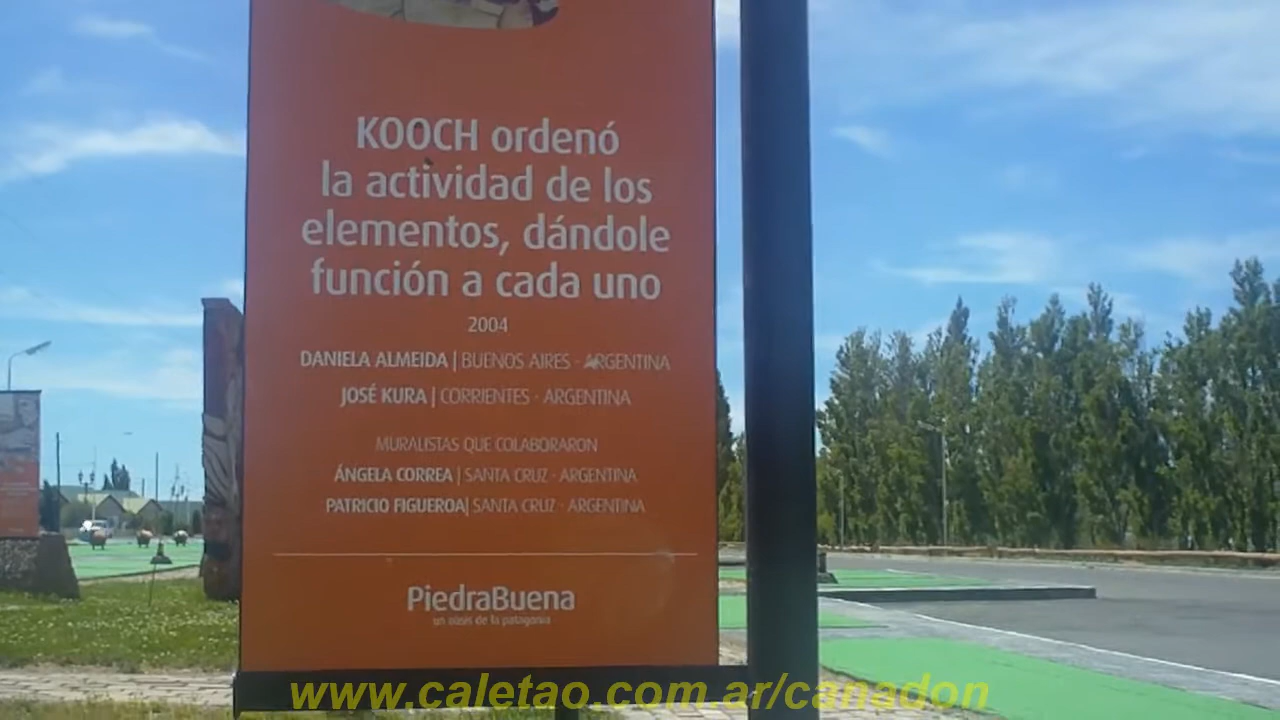 KOOCH ordenó
la actividad de los
elementos, dándole
función a cada uno
2004
DANIELA ALMEIDA | BUENOS AIRES - ARGENTINA
JOSÉ KURA | CORRIENTES - ARGENTINA
MURALISTAS QUE COLABORARON
ÁNGELA CORREA | SANTA CRUZ - ARGENTINA
PATRICIO FIGUEROA| SANTA CRUZ - ARGENTINA
PiedraBuena
un oasis de la patagonia
www.caletao.com.ar/canadon